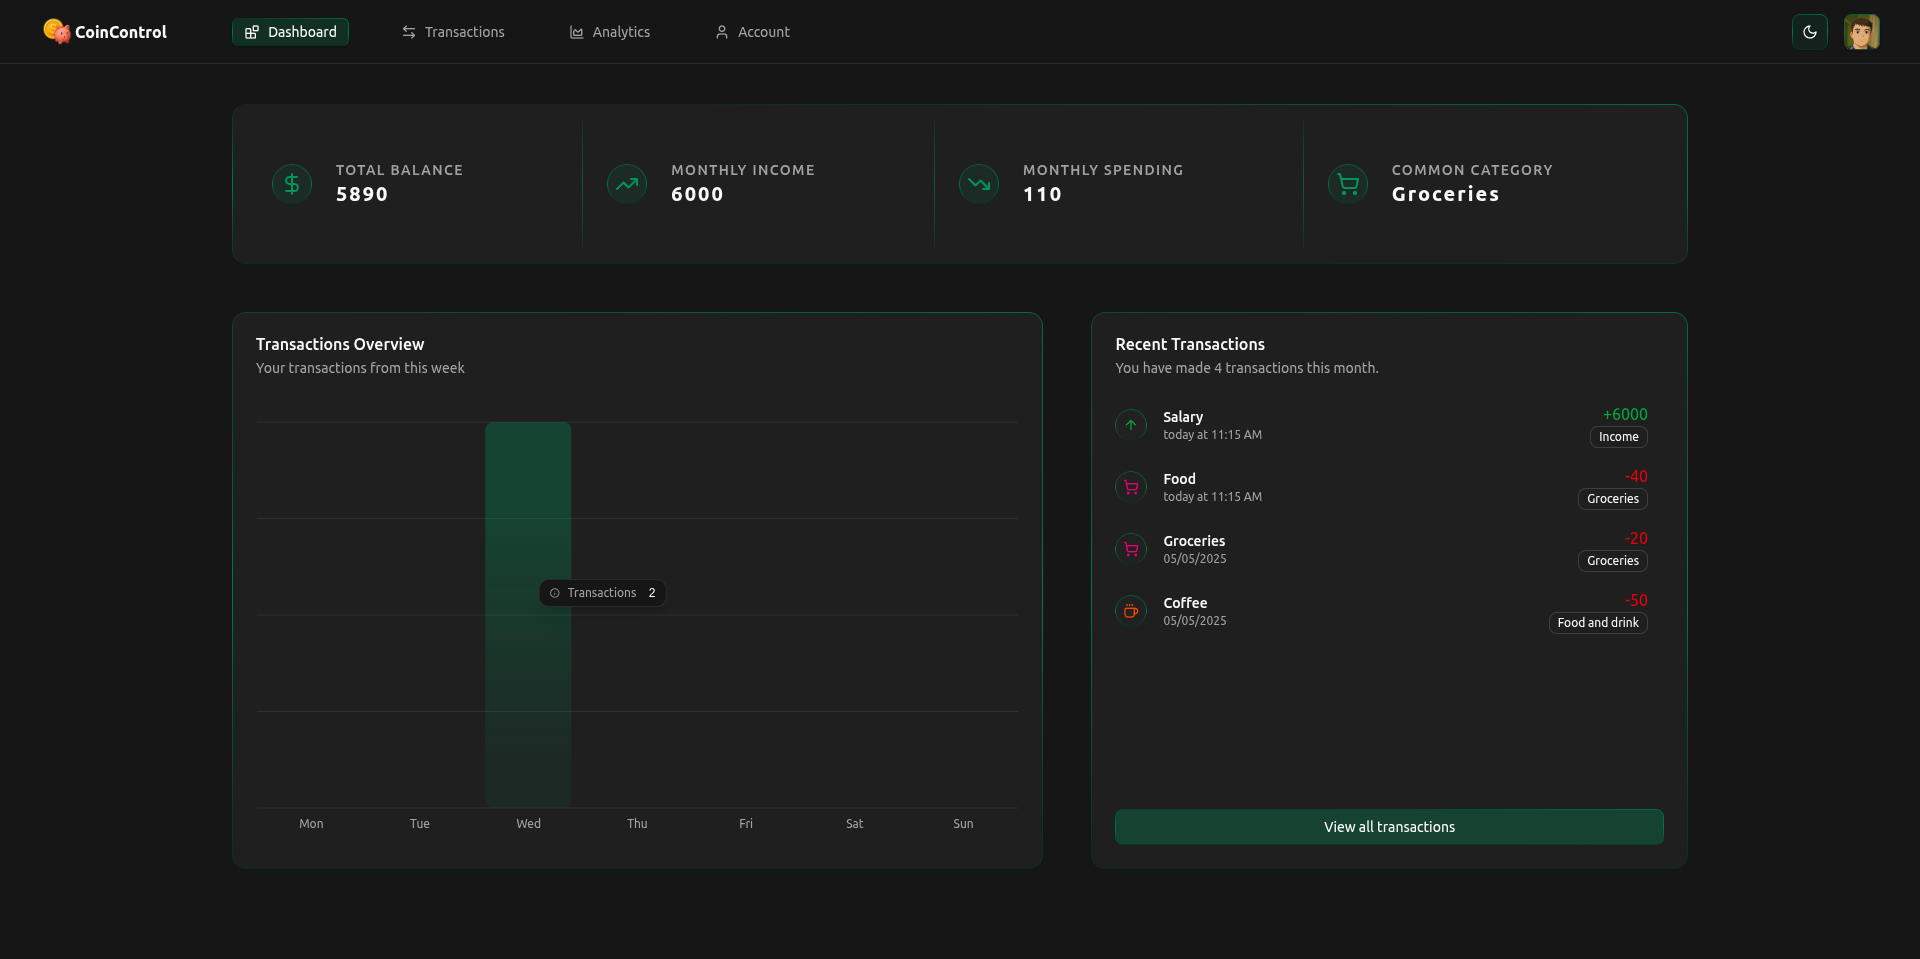 CoinControl
Dashboard
Transactions
Analytics
Account
TOTAL BALANCE
5890
MONTHLY INCOME
6000
MONTHLY SPENDING
110
COMMON CATEGORY
Groceries
Transactions Overview
Your transactions from this week
Transactions 2
Mon Tue Wed Thu Fri Sat Sun
Recent Transactions
You have made 4 transactions this month.
Salary +6000
today at 11:15 AM Income
Food -40
today at 11:15 AM Groceries
Groceries -20
05/05/2025 Groceries
Coffee -50
05/05/2025 Food and drink
View all transactions